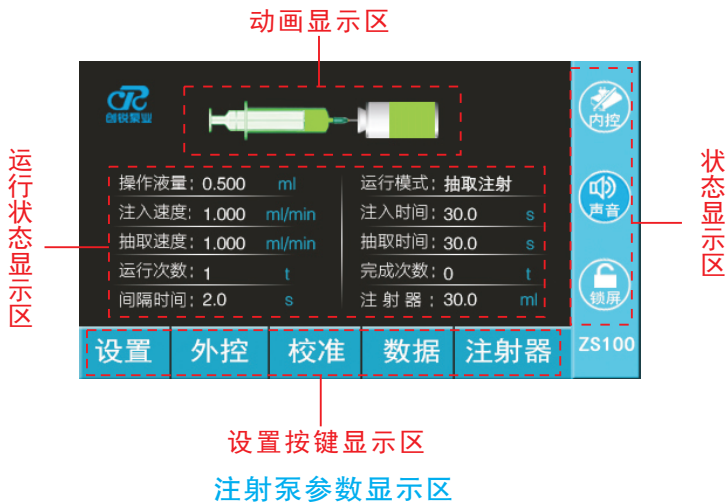 动画显示区
CR
创锐泵业
内控
运行状态显示区
状态显示区
操作液量：0.500 ml
运行模式：抽取注射
注入速度：1.000 ml/min
注入时间：30.0 s
声音
抽取速度：1.000 ml/min
抽取时间：30.0 s
运行次数：1 t
完成次数：0 t
间隔时间：2.0 s
注 射 器 ：30.0 ml
锁屏
设置 外控 校准 数据 注射器 ZS100
设置按键显示区
注射泵参数显示区